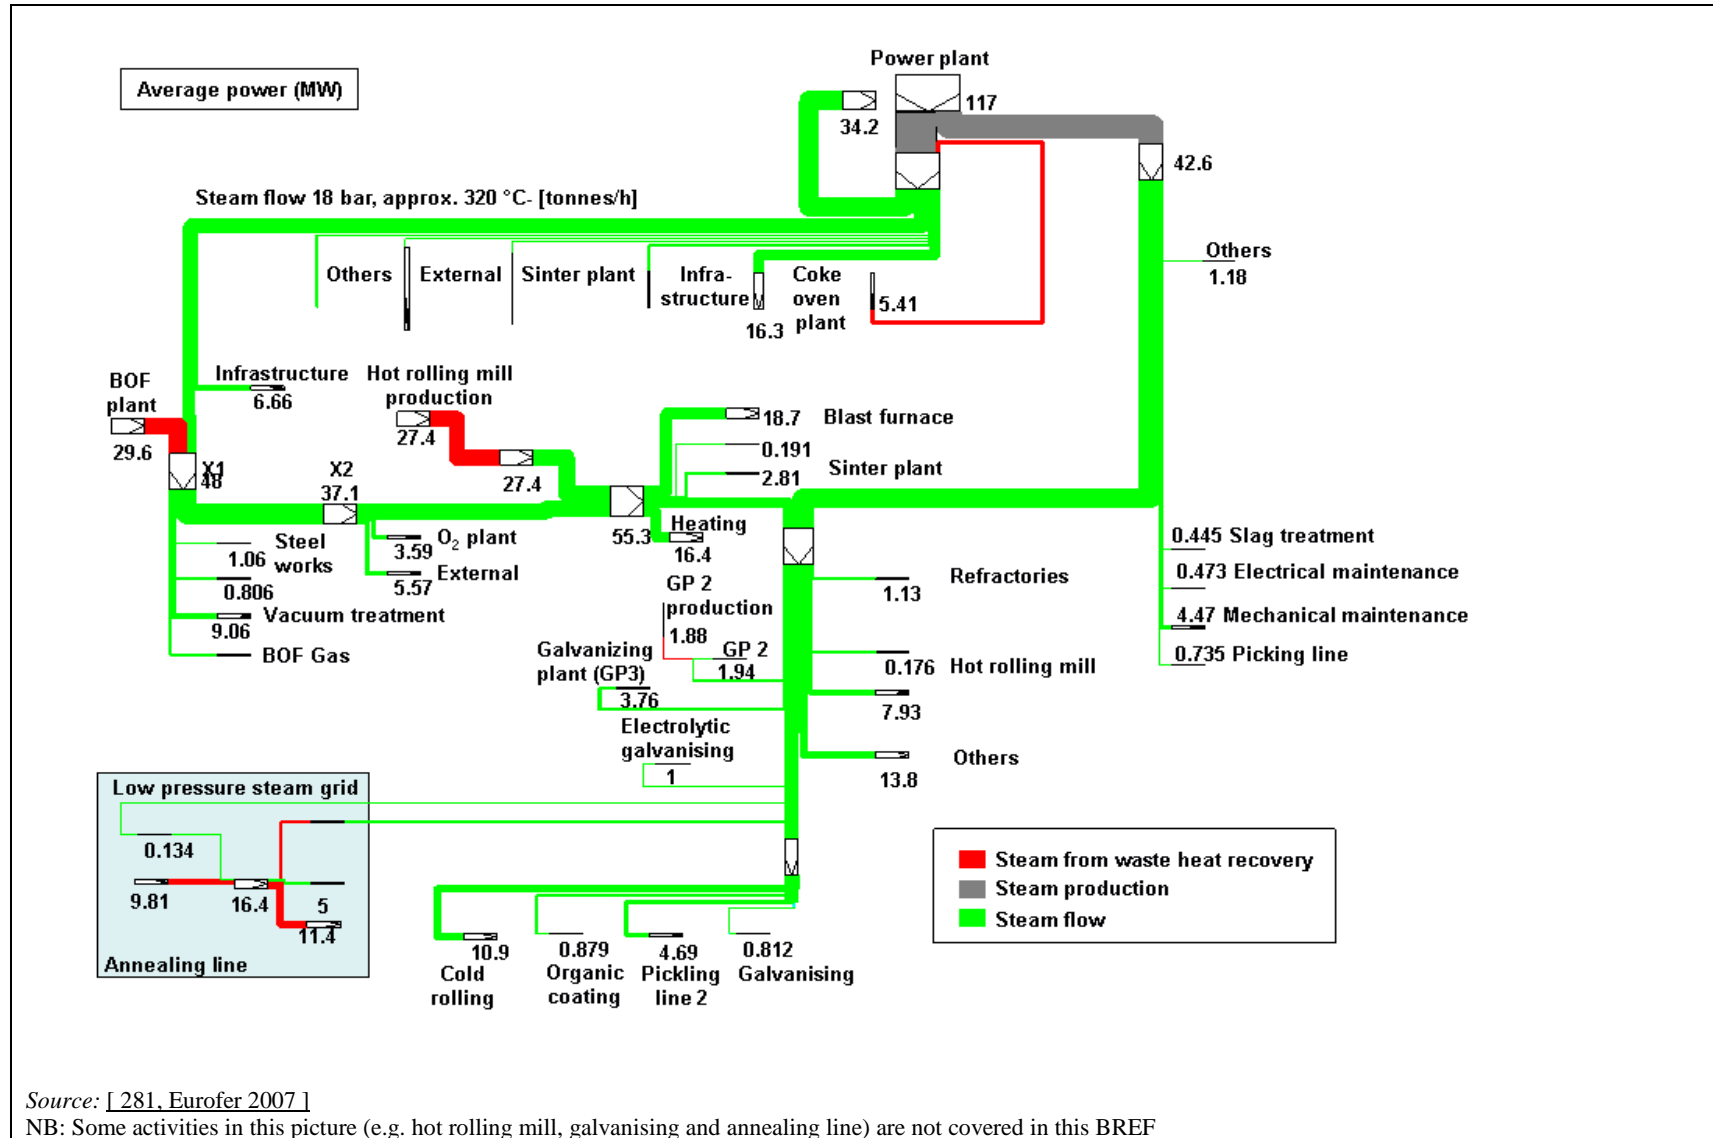 Power plant
Average power (MW)
117
34.2
42.6
Steam flow 18 bar, approx. 320 °C- [tonnes/h]
Others
1.18
Others
External
Sinter plant
Infra-
structure
16.3
Coke
oven
plant
5.41
BOF
plant
29.6
Infrastructure
6.66
Hot rolling mill
production
27.4
27.4
X1
48
X2
37.1
18.7
Blast furnace
0.191
Sinter plant
2.81
55.3
Heating
16.4
Steel
works
1.06
0.806
Vacuum treatment
9.06
BOF Gas
O2 plant
3.59
External
5.57
0.445 Slag treatment
0.473 Electrical maintenance
4.47 Mechanical maintenance
0.735 Picking line
GP 2
production
1.88
GP 2
1.94
Refractories
1.13
Galvanizing
plant (GP3)
3.76
0.176
Hot rolling mill
7.93
Electrolytic
galvanising
1
Others
13.8
Low pressure steam grid
0.134
9.81
16.4
5
11.4
Annealing line
10.9
Cold
rolling
0.879
Organic
coating
4.69
Pickling
line 2
0.812
Galvanising
Steam from waste heat recovery
Steam production
Steam flow
Source: [ 281, Eurofer 2007 ]
NB: Some activities in this picture (e.g. hot rolling mill, galvanising and annealing line) are not covered in this BREF